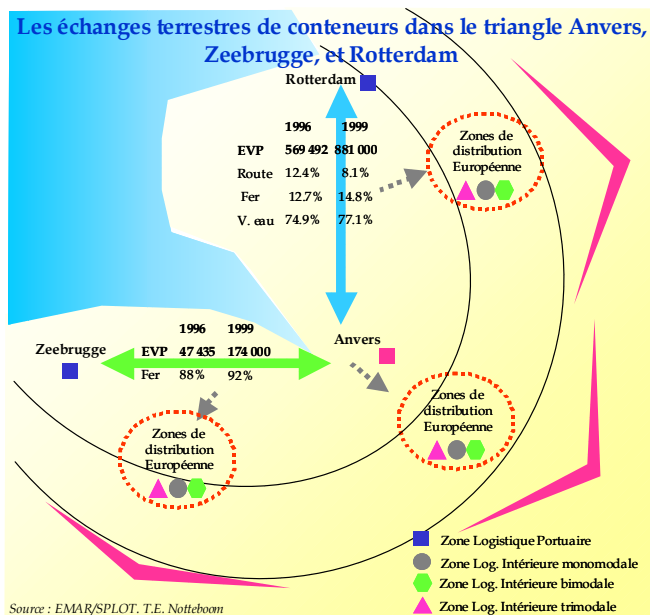 Les échanges terrestres de conteneurs dans le triangle Anvers,
Zeebrugge, et Rotterdam
Rotterdam
1996 1999
EVP 569 492 881 000
Route 12.4% 8.1%
Fer 12.7% 14.8%
V. eau 74.9% 77.1%
Zones de
distribution
Européenne
Zeebrugge
1996 1999
EVP 47 435 174 000
Fer 88% 92%
Anvers
Zones de
distribution
Européenne
Zones de
distribution
Européenne
Zone Logistique Portuaire
Zone Log. Intérieure monomodale
Zone Log. Intérieure bimodale
Zone Log. Intérieure trimodale
Source : EMAR/SPLOT. T.E. Notteboom